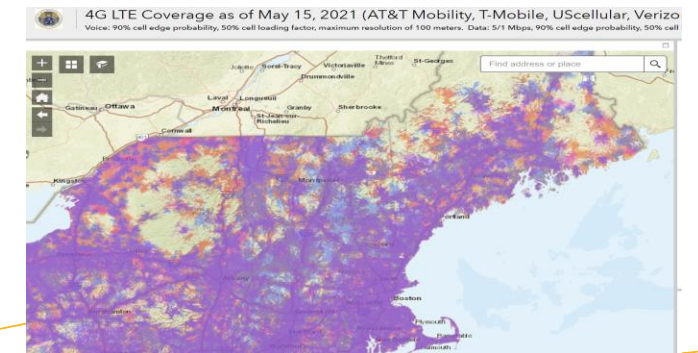 4G LTE Coverage as of May 15, 2021 (AT&T Mobility, T-Mobile, UScellular, Verizo
Voice: 90% cell edge probability, 50% cell loading factor, maximum resolution of 100 meters. Data: 5/1 Mbps, 90% cell edge probability, 50% cell
Find address or place
Joliette
Sorel-Tracy
Victoriaville
Thetford Mines
St-Georges
Drummondville
Laval
Longueuil
Granby
Sherbrooke
Gatineau
Ottawa
Montreal
St-Jean-sur-
Richelieu
Cornwall
Kingston
Portland
Boston
Plymouth